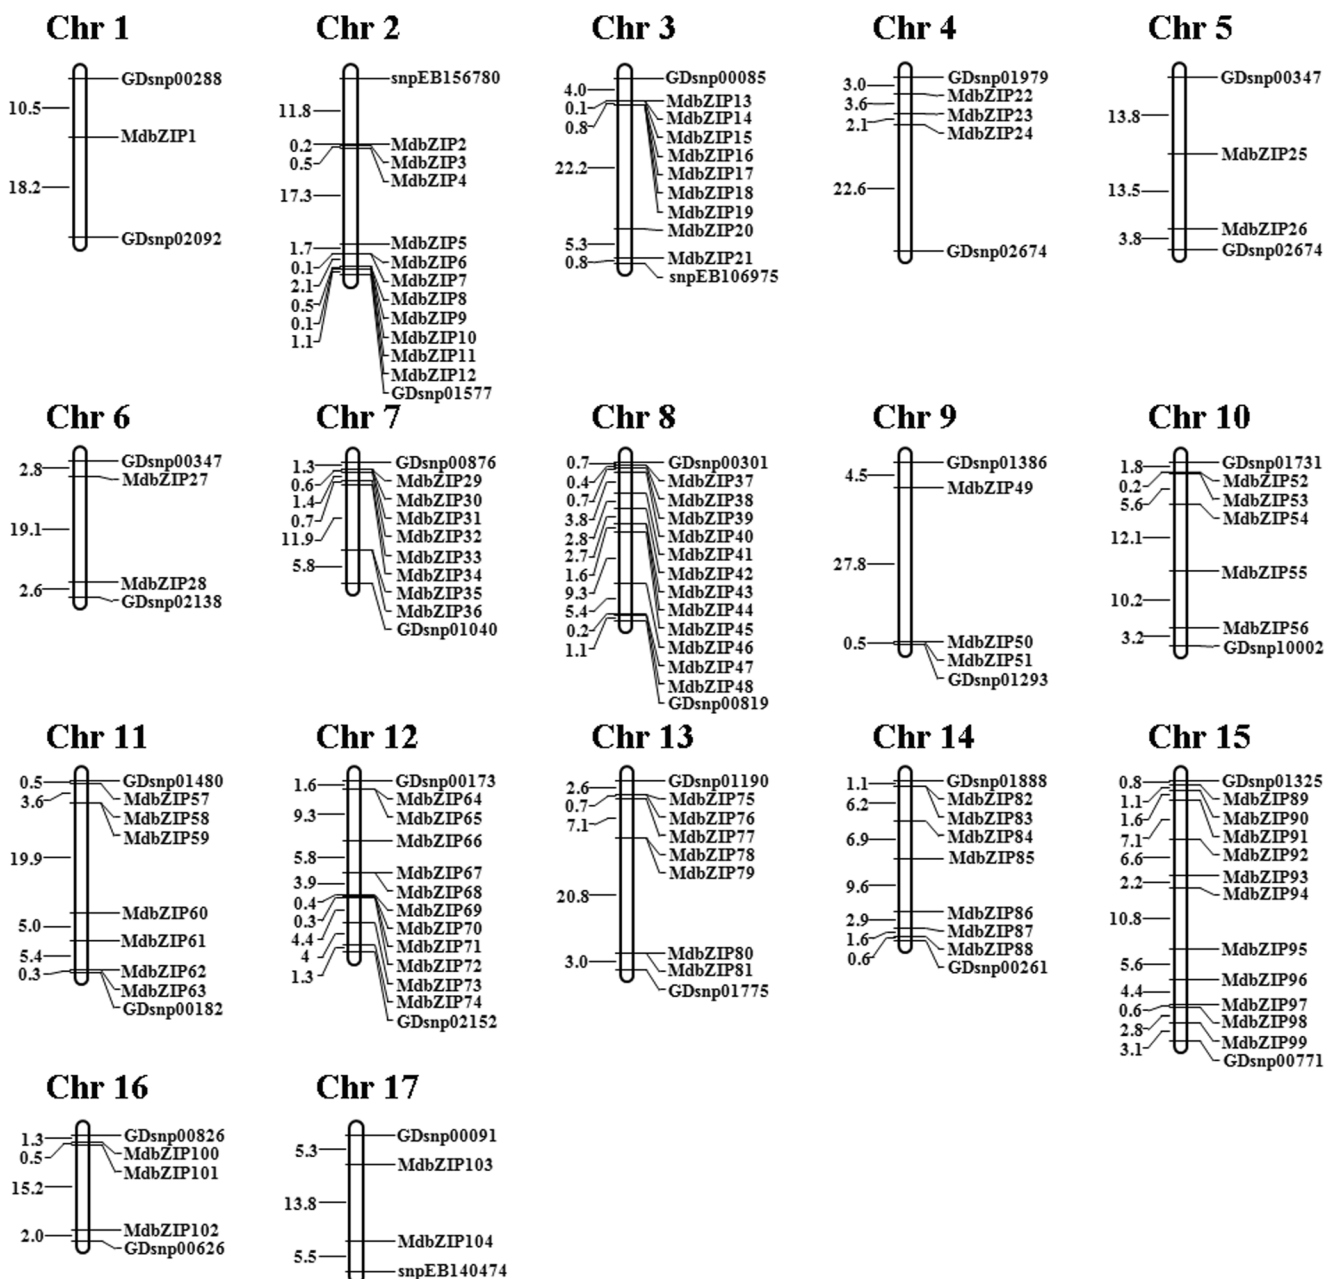 Chr 1
GDsnp00288
10.5
MdbZIP1
18.2
GDsnp02092
Chr 2
snpEB156780
11.8
0.2
MdbZIP2
0.5
MdbZIP3
MdbZIP4
17.3
MdbZIP5
1.7
MdbZIP6
0.1
MdbZIP7
2.1
MdbZIP8
0.5
MdbZIP9
0.1
MdbZIP10
1.1
MdbZIP11
MdbZIP12
GDsnp01577
Chr 3
GDsnp00085
4.0
MdbZIP13
0.1
MdbZIP14
0.8
MdbZIP15
MdbZIP16
22.2
MdbZIP17
MdbZIP18
MdbZIP19
MdbZIP20
5.3
MdbZIP21
0.8
snpEB106975
Chr 4
GDsnp01979
3.0
MdbZIP22
3.6
MdbZIP23
2.1
MdbZIP24
22.6
GDsnp02674
Chr 5
GDsnp00347
13.8
MdbZIP25
13.5
MdbZIP26
3.8
GDsnp02674
Chr 6
GDsnp00347
2.8
MdbZIP27
19.1
MdbZIP28
2.6
GDsnp02138
Chr 7
GDsnp00876
1.3
MdbZIP29
0.6
MdbZIP30
1.4
MdbZIP31
0.7
MdbZIP32
11.9
MdbZIP33
5.8
MdbZIP34
MdbZIP35
MdbZIP36
GDsnp01040
Chr 8
0.7
GDsnp00301
0.4
MdbZIP37
0.7
MdbZIP38
3.8
MdbZIP39
2.8
MdbZIP40
2.7
MdbZIP41
1.6
MdbZIP42
9.3
MdbZIP43
5.4
MdbZIP44
0.2
MdbZIP45
1.1
MdbZIP46
MdbZIP47
MdbZIP48
GDsnp00819
Chr 9
GDsnp01386
4.5
MdbZIP49
27.8
0.5
MdbZIP50
MdbZIP51
GDsnp01293
Chr 10
GDsnp01731
1.8
MdbZIP52
0.2
MdbZIP53
5.6
MdbZIP54
12.1
MdbZIP55
10.2
MdbZIP56
3.2
GDsnp10002
Chr 11
0.5
GDsnp01480
3.6
MdbZIP57
MdbZIP58
MdbZIP59
19.9
MdbZIP60
5.0
MdbZIP61
5.4
MdbZIP62
0.3
MdbZIP63
GDsnp00182
Chr 12
GDsnp00173
1.6
MdbZIP64
9.3
MdbZIP65
MdbZIP66
5.8
MdbZIP67
3.9
MdbZIP68
0.4
MdbZIP69
0.3
MdbZIP70
4.4
MdbZIP71
4
MdbZIP72
1.3
MdbZIP73
MdbZIP74
GDsnp02152
Chr 13
GDsnp01190
2.6
MdbZIP75
0.7
MdbZIP76
7.1
MdbZIP77
MdbZIP78
MdbZIP79
20.8
MdbZIP80
3.0
MdbZIP81
GDsnp01775
Chr 14
GDsnp01888
1.1
MdbZIP82
6.2
MdbZIP83
MdbZIP84
6.9
MdbZIP85
9.6
MdbZIP86
2.9
MdbZIP87
1.6
MdbZIP88
0.6
GDsnp00261
Chr 15
0.8
GDsnp01325
1.1
MdbZIP89
1.6
MdbZIP90
7.1
MdbZIP91
6.6
MdbZIP92
MdbZIP93
2.2
MdbZIP94
10.8
MdbZIP95
5.6
MdbZIP96
4.4
MdbZIP97
0.6
MdbZIP98
2.8
MdbZIP99
3.1
GDsnp00771
Chr 16
GDsnp00826
1.3
MdbZIP100
0.5
MdbZIP101
15.2
MdbZIP102
2.0
GDsnp00626
Chr 17
GDsnp00091
5.3
MdbZIP103
13.8
MdbZIP104
5.5
snpEB140474